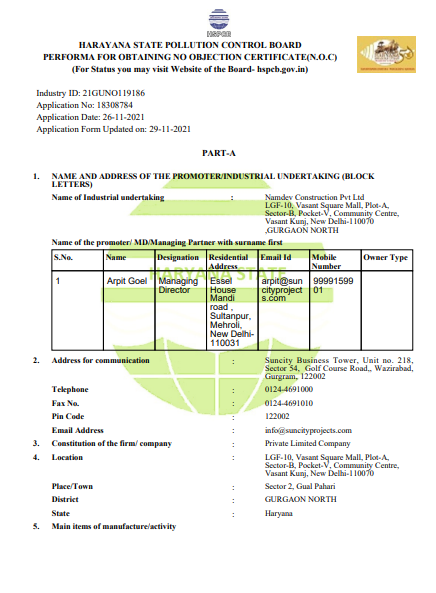 HSPCB
HARAYANA STATE POLLUTION CONTROL BOARD
PERFORMA FOR OBTAINING NO OBJECTION CERTIFICATE(N.O.C)
(For Status you may visit Website of the Board- hspcb.gov.in)
Industry ID: 21GUNO119186
Application No: 18308784
Application Date: 26-11-2021
Application Form Updated on: 29-11-2021
PART-A
1. NAME AND ADDRESS OF THE PROMOTER/INDUSTRIAL UNDERTAKING (BLOCK
LETTERS)
Name of Industrial undertaking : Namdev Construction Pvt Ltd
LGF-10, Vasant Square Mall, Plot-A,
Sector-B, Pocket-V, Community Centre,
Vasant Kunj, New Delhi-110070
,GURGAON NORTH
Name of the promoter/ MD/Managing Partner with surname first
S.No. Name Designation Residential Email Id Mobile Owner Type
Address Number
1 Arpit Goel Managing Essel arpit@sun 99991599
Director House cityproject 01
Mandi s.com
road ,
Sultanpur,
Mehroli,
New Delhi-
110031
HARYANA STATE
2. Address for communication : Suncity Business Tower, Unit no. 218,
Sector 54, Golf Course Road,, Wazirabad,
Gurgram, 122002
Telephone : 0124-4691000
Fax No. : 0124-4691010
Pin Code : 122002
Email Address : info@suncityprojects.com
3. Constitution of the firm/ company : Private Limited Company
4. Location : LGF-10, Vasant Square Mall, Plot-A,
Sector-B, Pocket-V, Community Centre,
Vasant Kunj, New Delhi-110070
Place/Town : Sector 2, Gual Pahari
District : GURGAON NORTH
State : Haryana
5. Main items of manufacture/activity